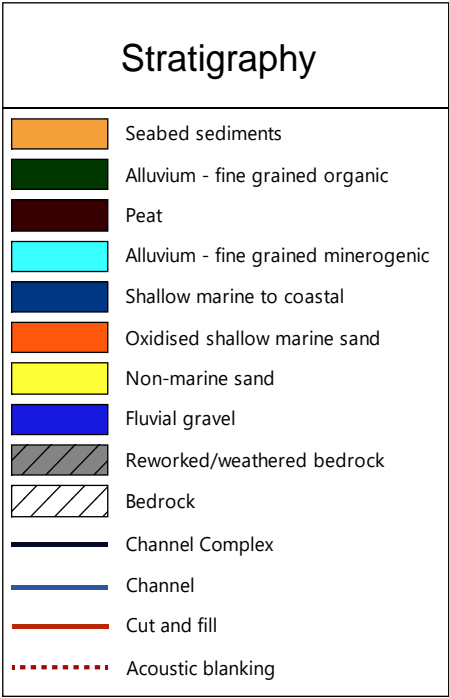 Stratigraphy
Seabed sediments
Alluvium - fine grained organic
Peat
Alluvium - fine grained minerogenic
Shallow marine to coastal
Oxidised shallow marine sand
Non-marine sand
Fluvial gravel
Reworked/weathered bedrock
Bedrock
Channel Complex
Channel
Cut and fill
Acoustic blanking